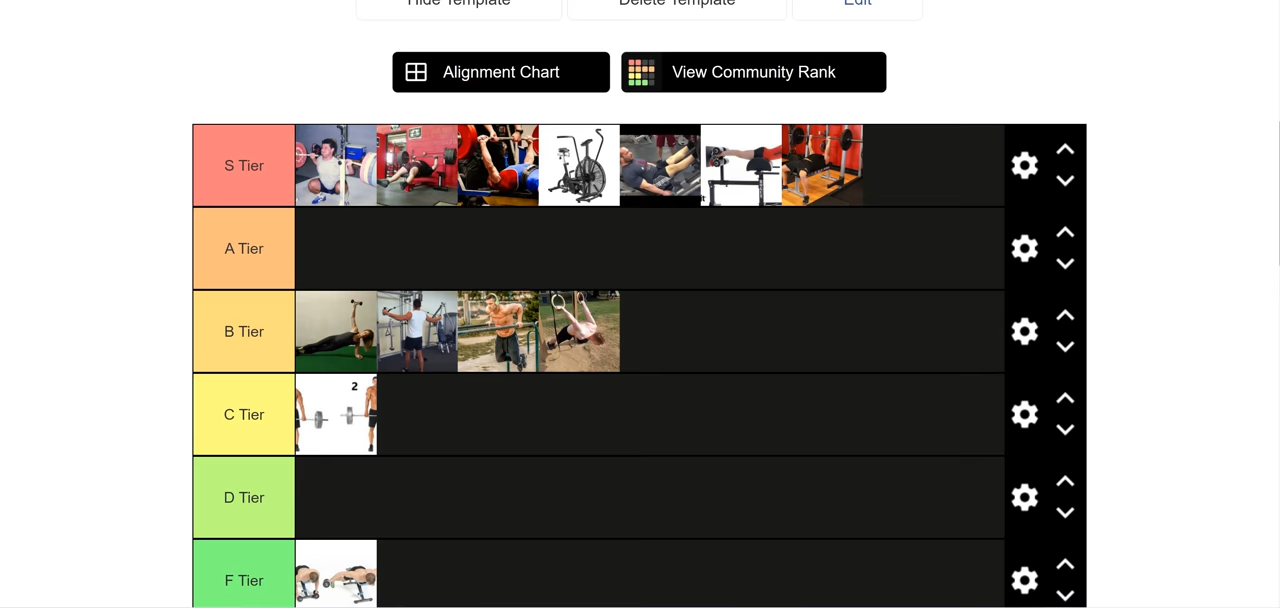 Hide Template
Delete Template
Edit
Alignment Chart
View Community Rank
S Tier
A Tier
B Tier
C Tier
2
D Tier
F Tier